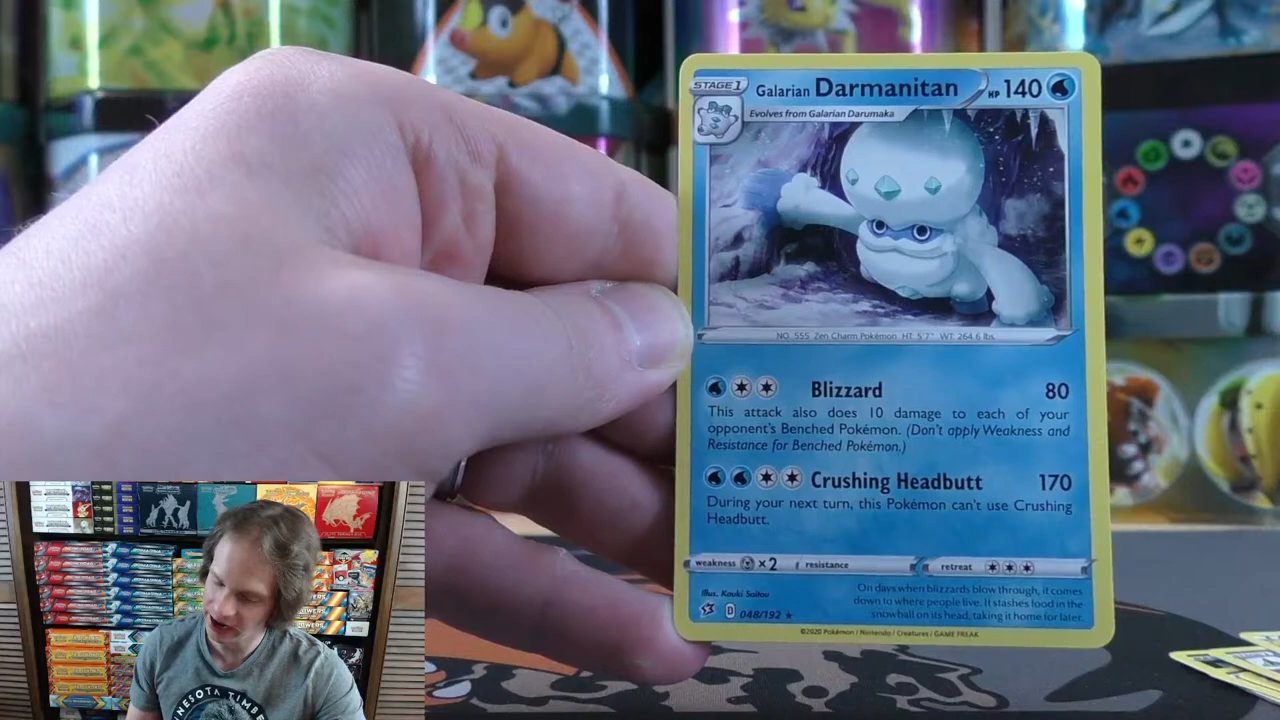 STAGE 1 Galarian Darmanitan HP 140
Evolves from Galarian Darumaka
NO. 555 Zen Charm Pokémon HT: 5'7" WT: 264.6 lbs.
Blizzard 80
This attack also does 10 damage to each of your
opponent's Benched Pokémon. (Don't apply Weakness and
Resistance for Benched Pokémon.)
Crushing Headbutt 170
During your next turn, this Pokémon can't use Crushing
Headbutt.
weakness ×2 resistance retreat
Illus. Kouki Saitou
D 048/192 ★
On days when blizzards blow through, it comes
down to where people live. It stashes food in the
snowball on its head, taking it home for later.
©2020 Pokémon / Nintendo / Creatures / GAME FREAK